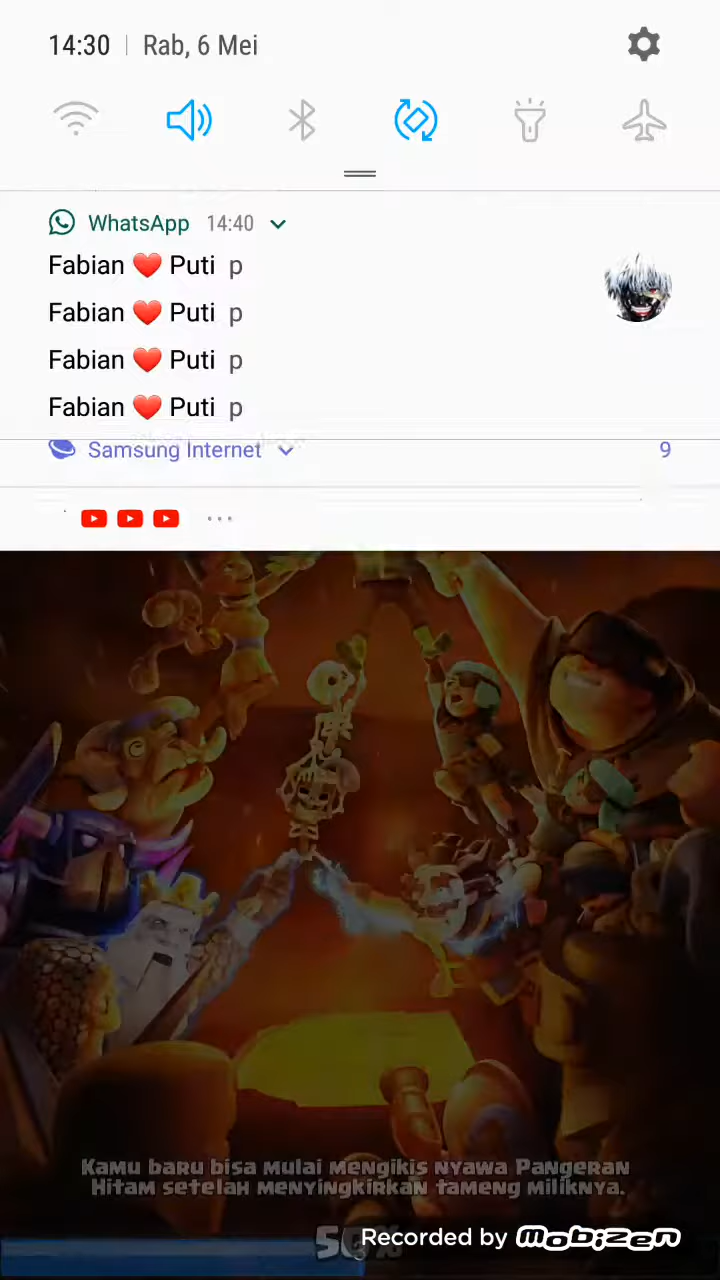 14:30 | Rab, 6 Mei
WhatsApp 14:40
Fabian ❤️ Puti p
Fabian ❤️ Puti p
Fabian ❤️ Puti p
Fabian ❤️ Puti p
Samsung Internet 9
Kamu baru bisa mulai mengikis nyawa Pangeran
Hitam setelah menyingkirkan tameng miliknya.
Recorded by mobizen